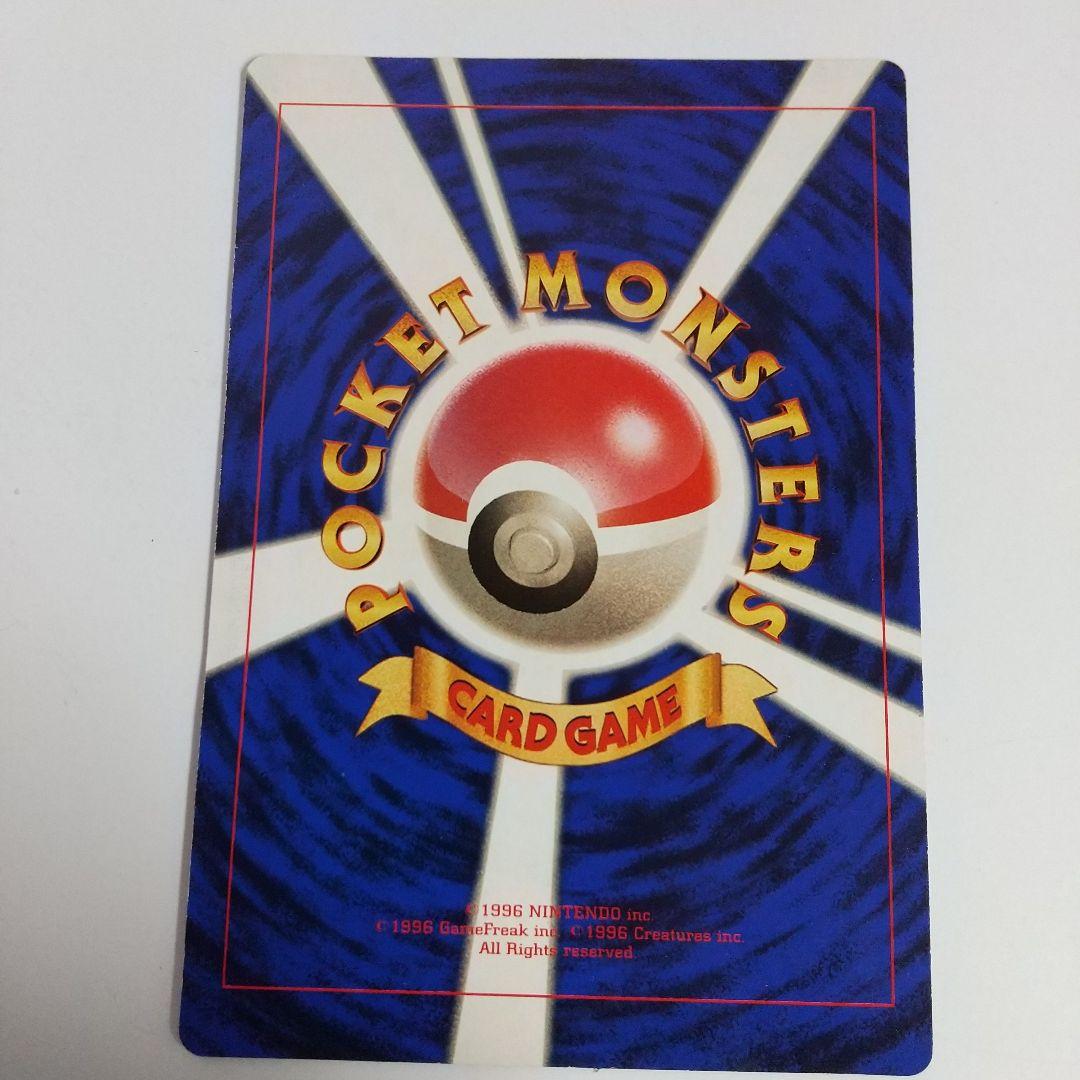 POCKET MONSTERS
CARD GAME
©1996 NINTENDO inc.
©1996 GameFreak inc. ©1996 Creatures inc.
All Rights reserved.